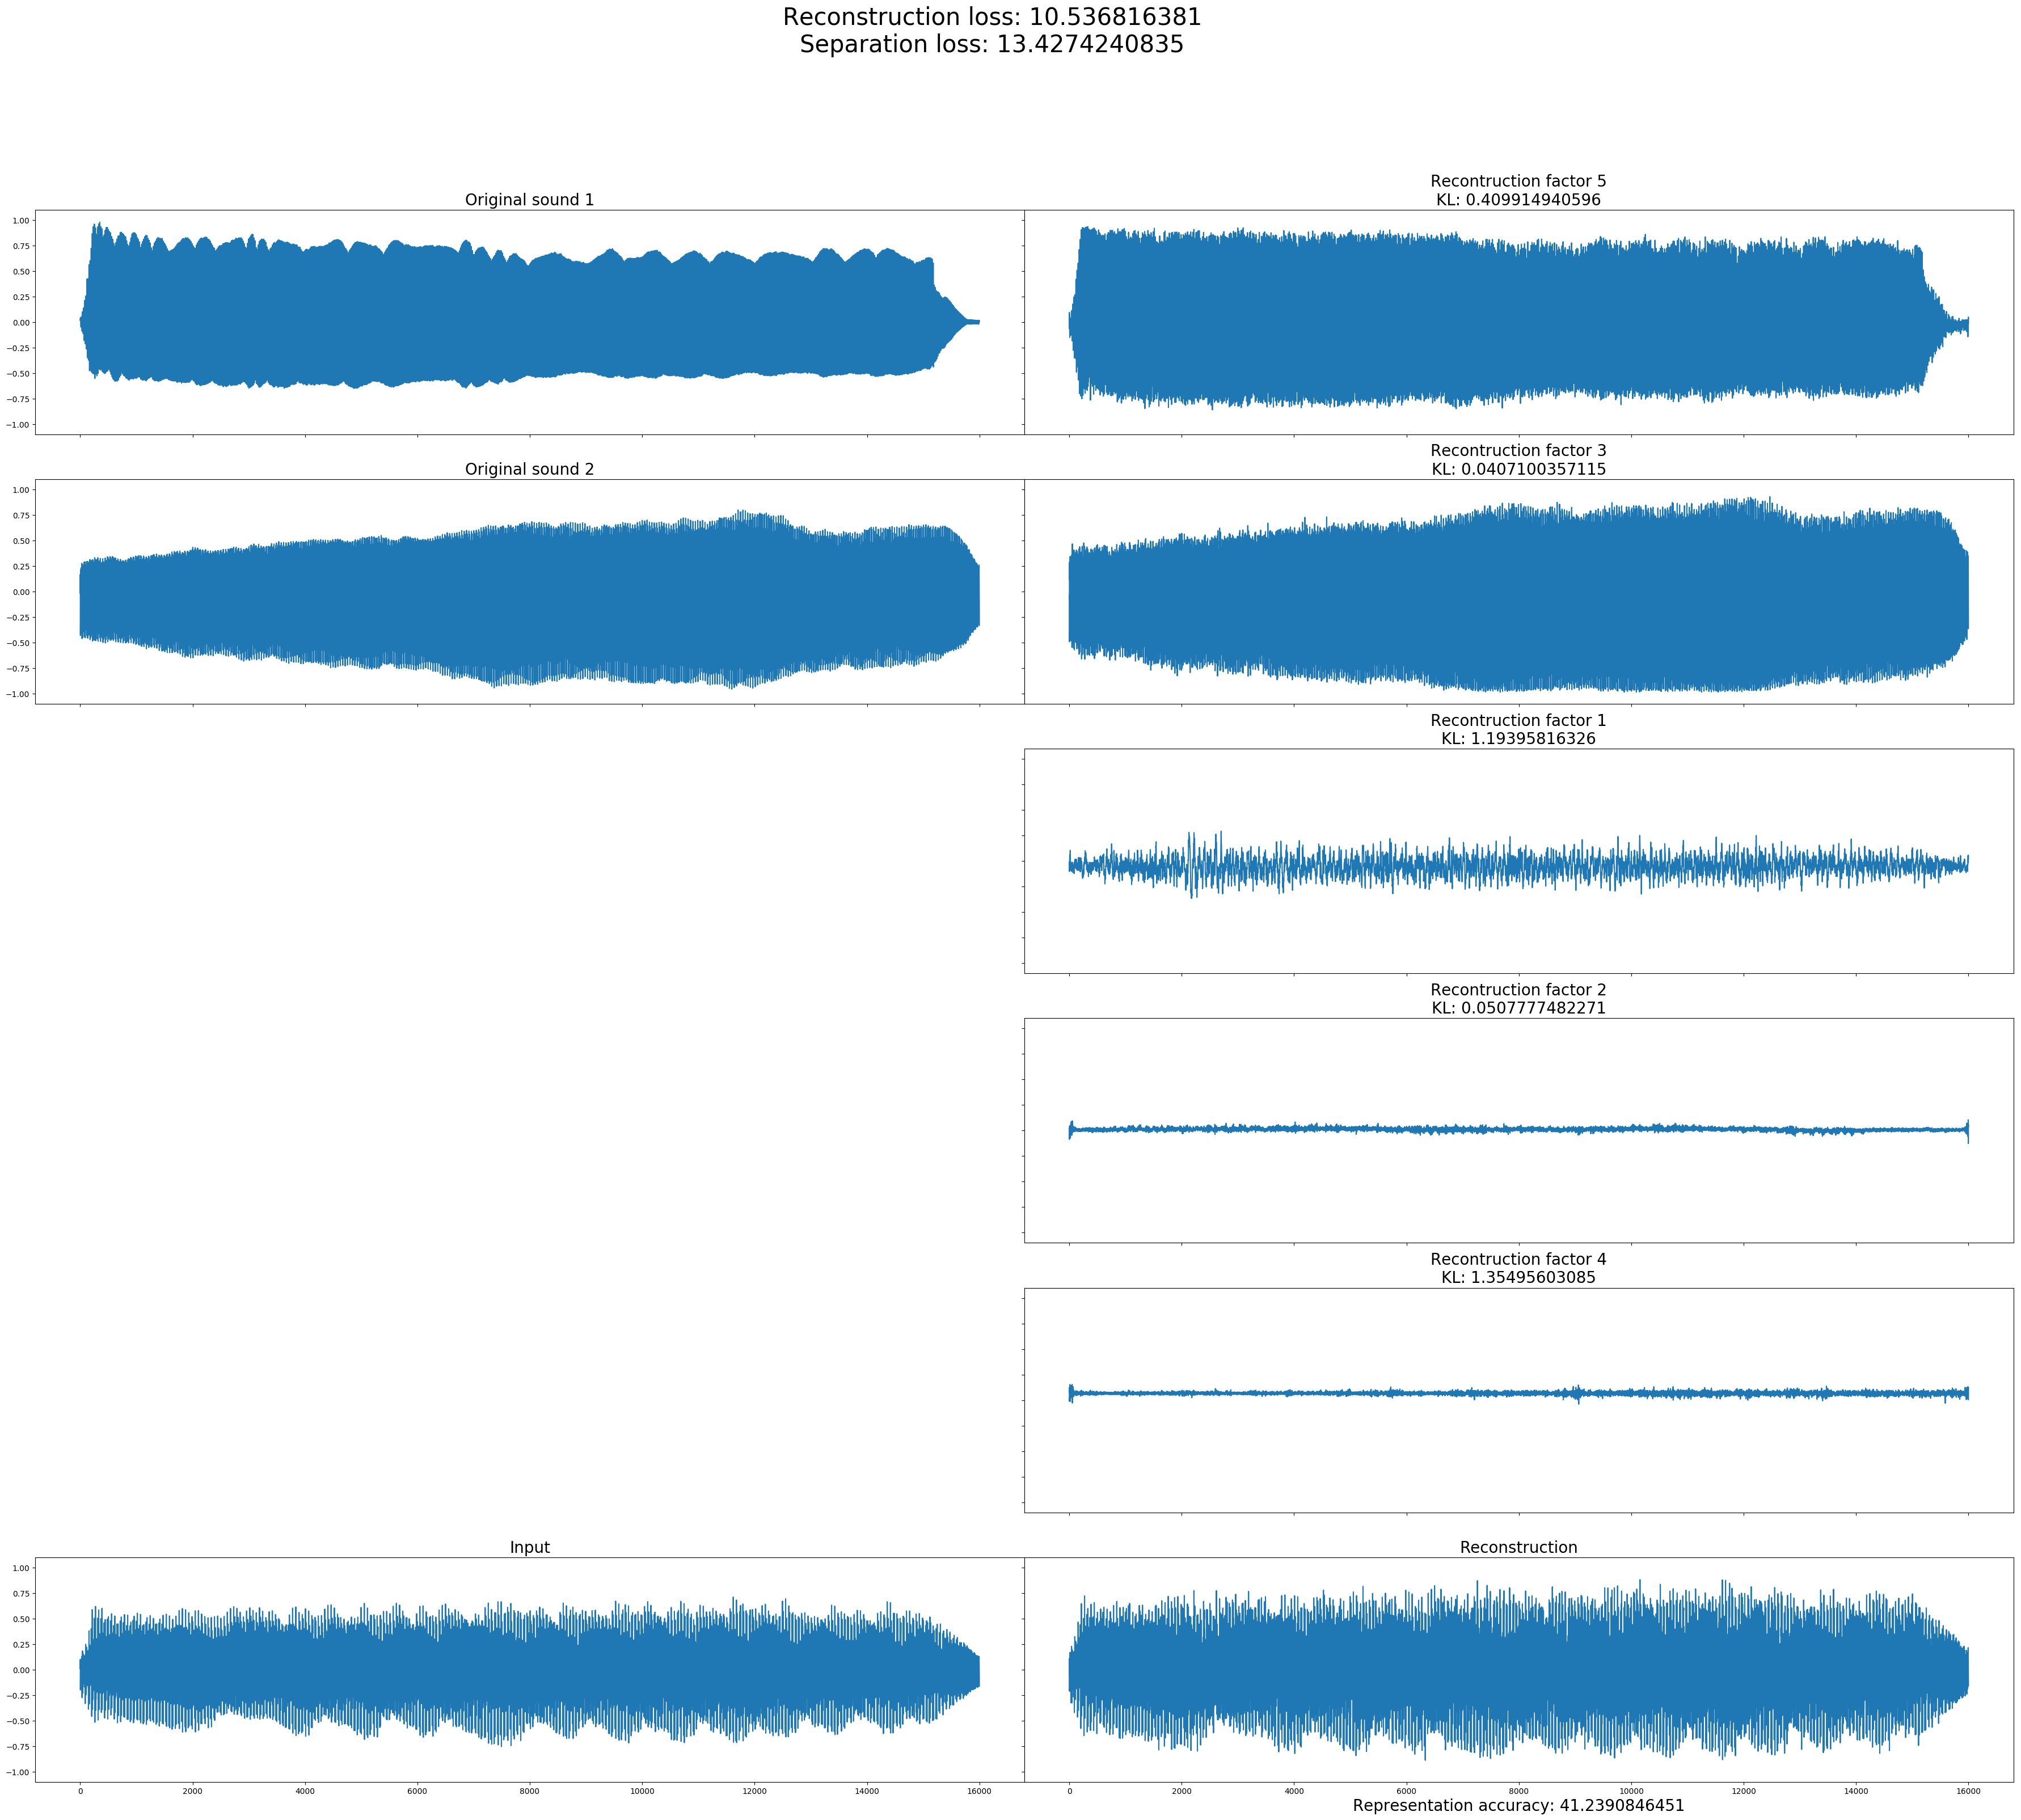 Reconstruction loss: 10.536816381
Separation loss: 13.4274240835
Original sound 1
Recontruction factor 5
KL: 0.409914940596
1.00
0.75
0.50
0.25
0.00
−0.25
−0.50
−0.75
−1.00
Original sound 2
Recontruction factor 3
KL: 0.0407100357115
1.00
0.75
0.50
0.25
0.00
−0.25
−0.50
−0.75
−1.00
Recontruction factor 1
KL: 1.19395816326
Recontruction factor 2
KL: 0.0507777482271
Recontruction factor 4
KL: 1.35495603085
Input
Reconstruction
1.00
0.75
0.50
0.25
0.00
−0.25
−0.50
−0.75
−1.00
0 2000 4000 6000 8000 10000 12000 14000 16000
0 2000 4000 6000 8000 10000 12000 14000 16000
Representation accuracy: 41.2390846451